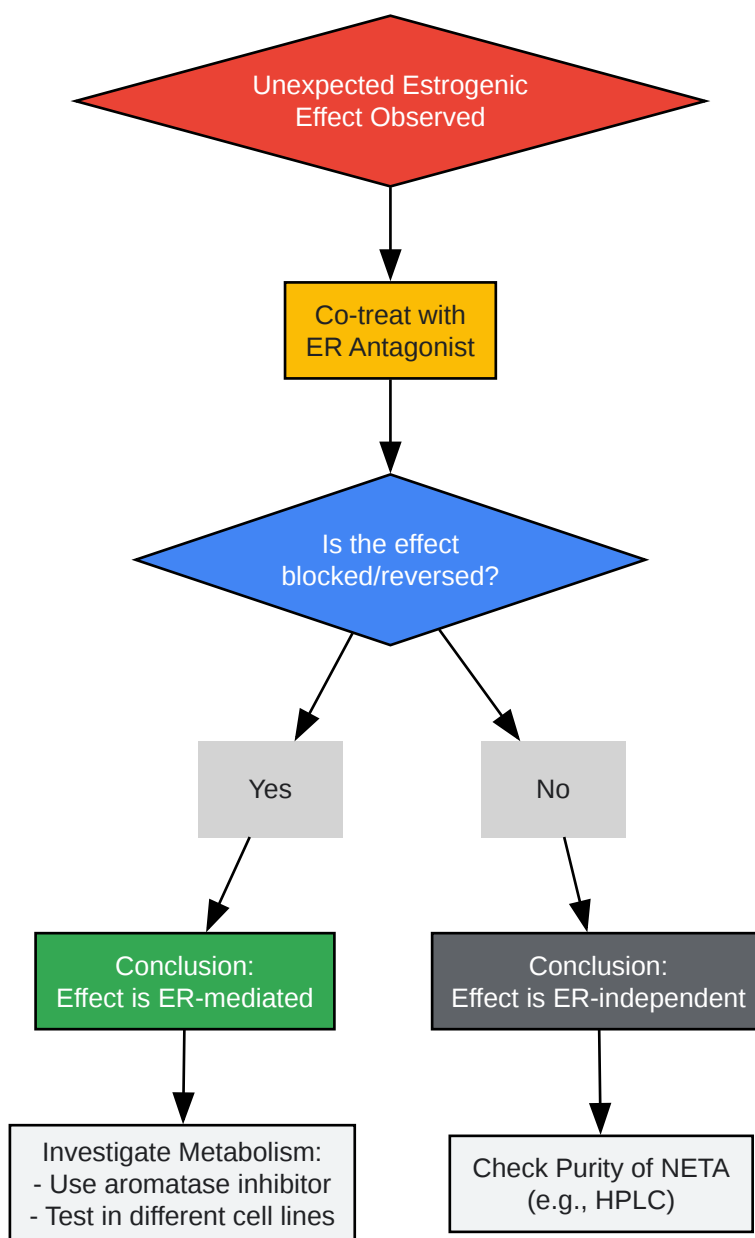 Unexpected Estrogenic
Effect Observed
Co-treat with
ER Antagonist
Is the effect
blocked/reversed?
Yes
No
Conclusion:
Effect is ER-mediated
Conclusion:
Effect is ER-independent
Investigate Metabolism:
- Use aromatase inhibitor
- Test in different cell lines
Check Purity of NETA
(e.g., HPLC)